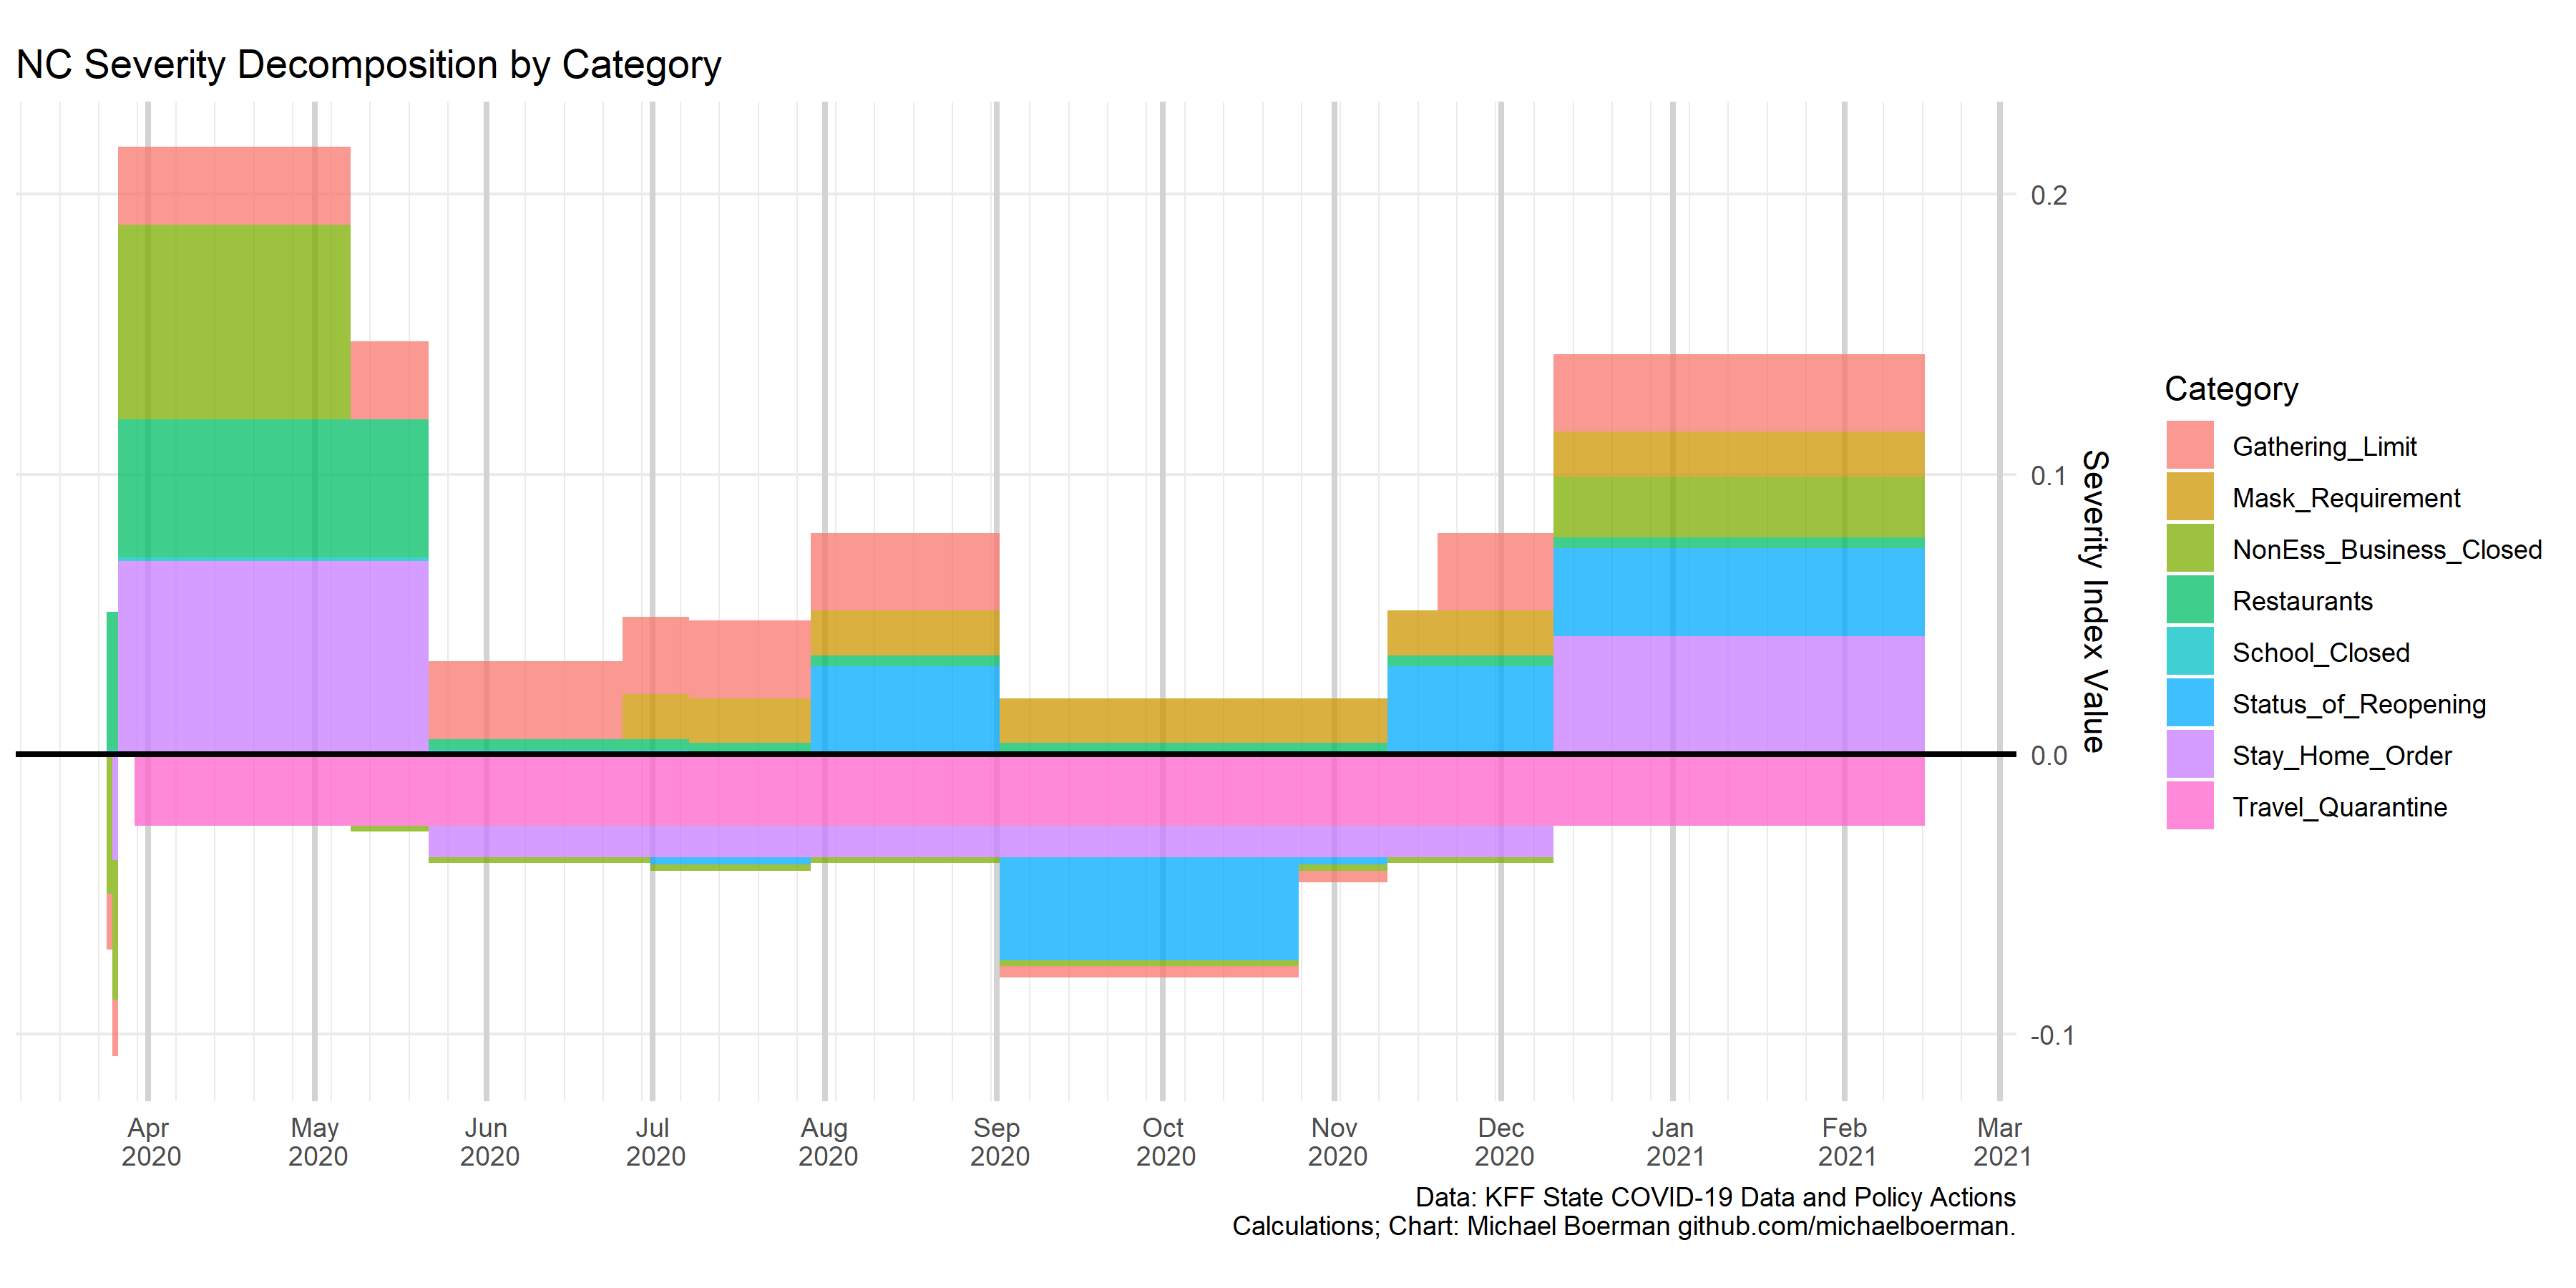 NC Severity Decomposition by Category
0.2
0.1
0.0
-0.1
Severity Index Value
Category
Gathering_Limit
Mask_Requirement
NonEss_Business_Closed
Restaurants
School_Closed
Status_of_Reopening
Stay_Home_Order
Travel_Quarantine
Apr May Jun Jul Aug Sep Oct Nov Dec Jan Feb Mar
2020 2020 2020 2020 2020 2020 2020 2020 2020 2021 2021 2021
Data: KFF State COVID-19 Data and Policy Actions
Calculations; Chart: Michael Boerman github.com/michaelboerman.